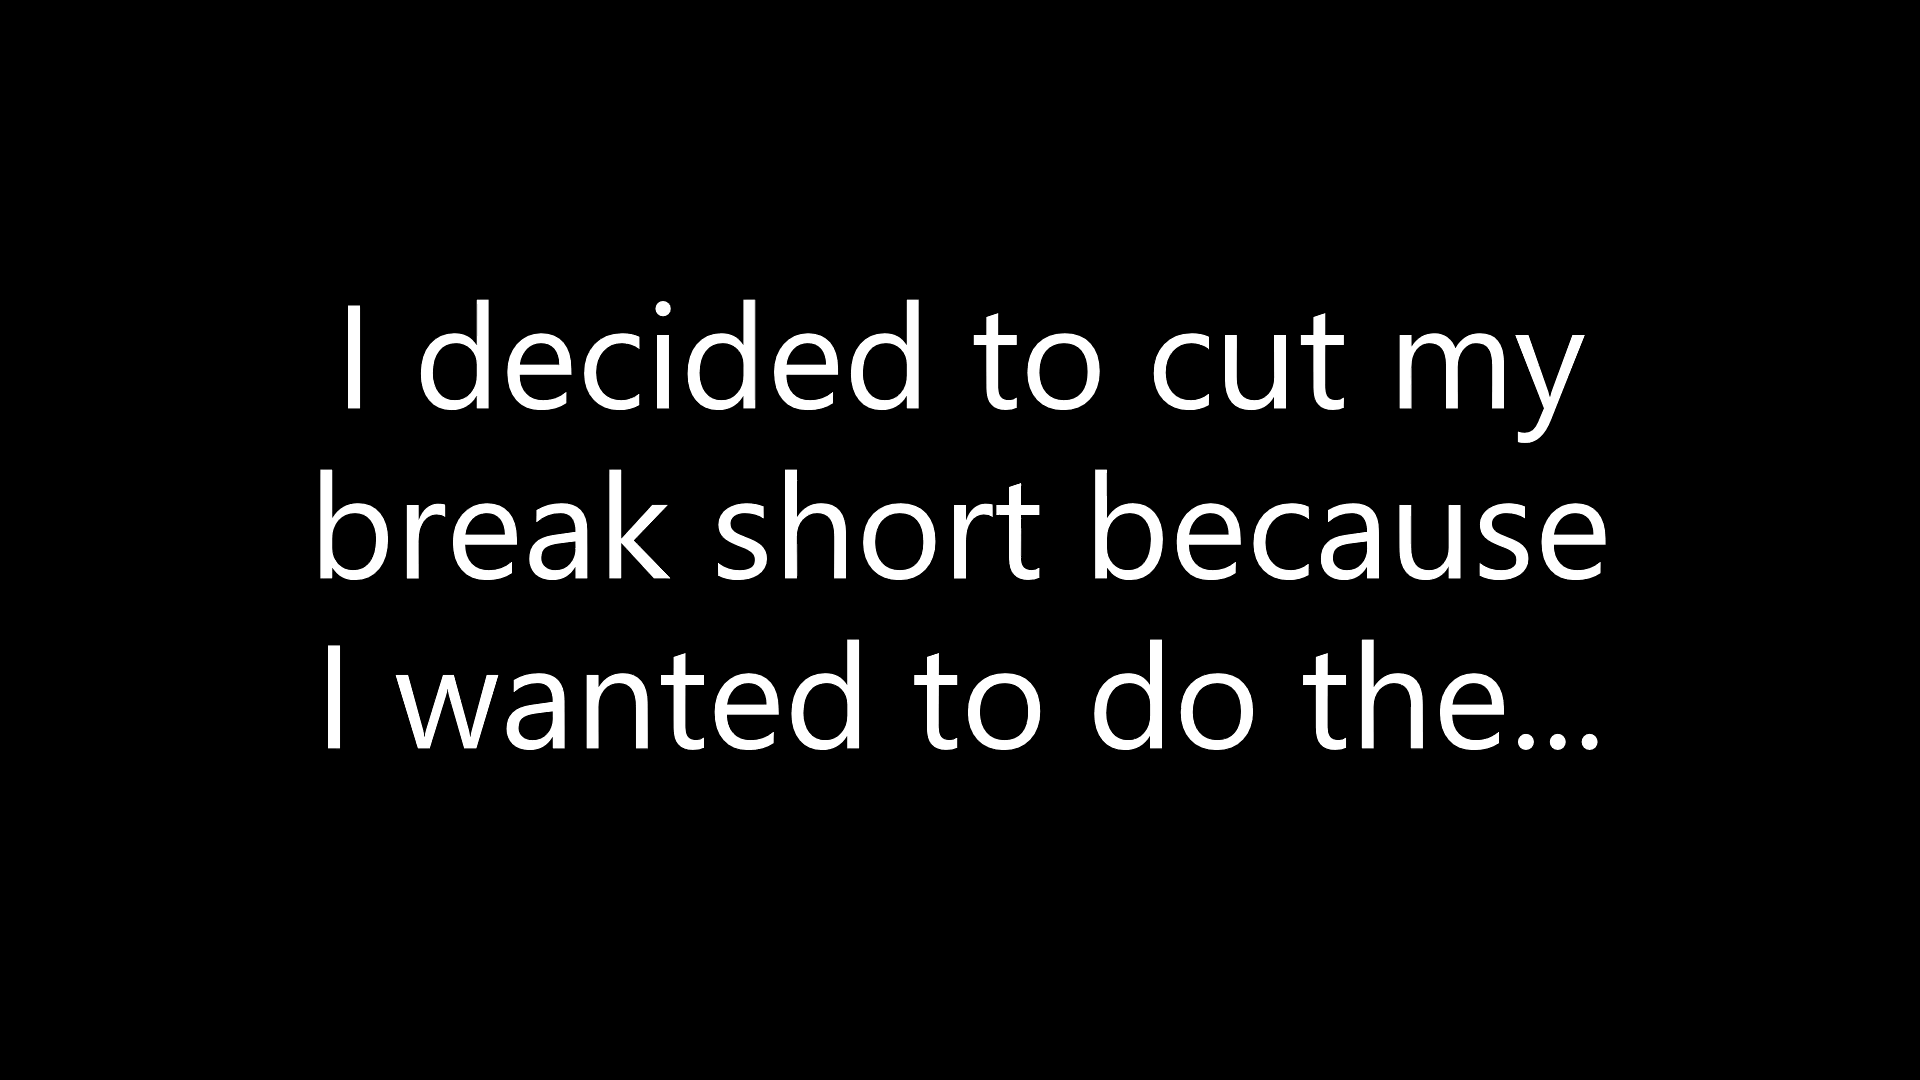 I decided to cut my
break short because
I wanted to do the...